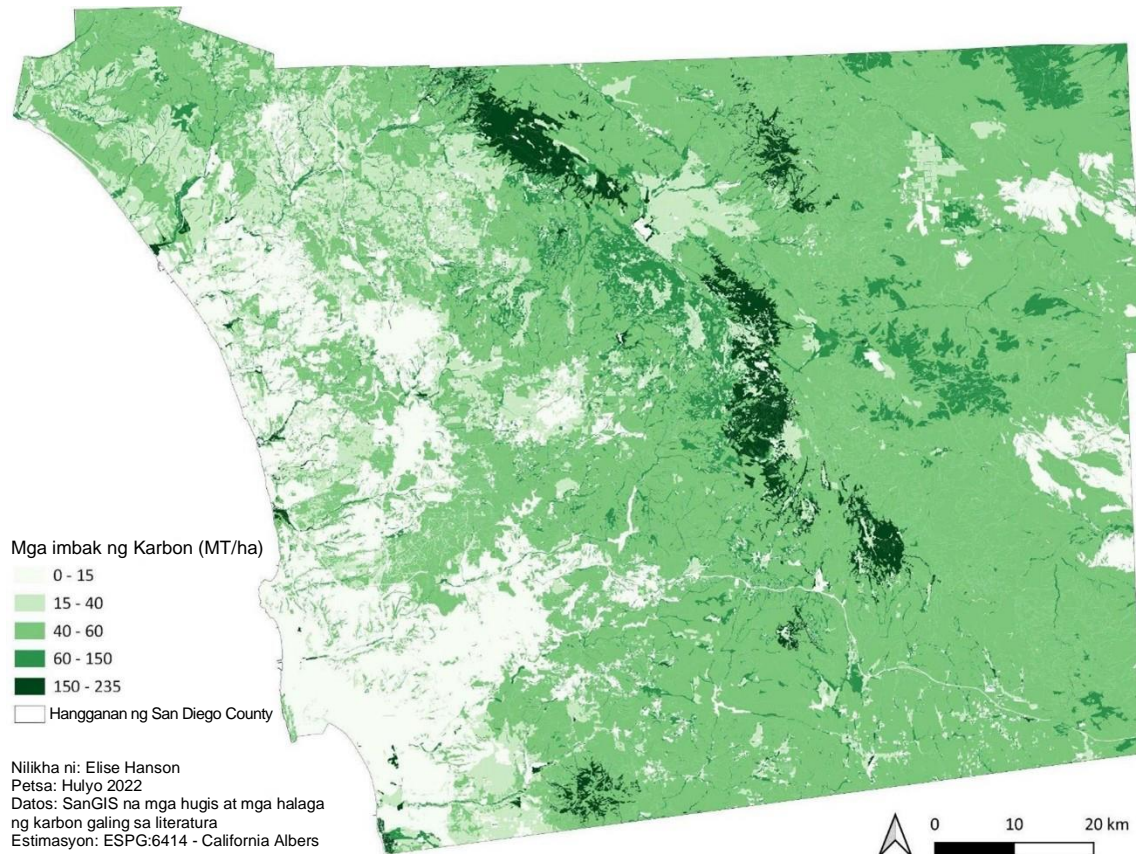 Mga imbak ng Karbon (MT/ha)
0 - 15
15 - 40
40 - 60
60 - 150
150 - 235
Hangganan ng San Diego County
Nilikha ni: Elise Hanson
Petsa: Hulyo 2022
Datos: SanGIS na mga hugis at mga halaga
ng karbon galing sa literatura
Estimasyon: ESPG:6414 - California Albers
0 10 20 km